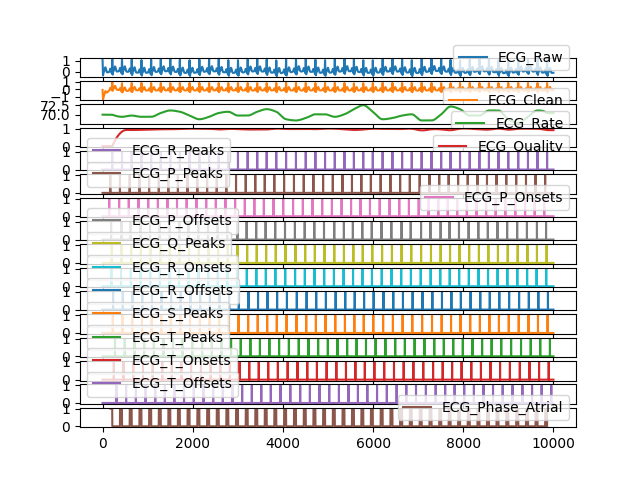 1
0
ECG_Raw
−1
ECG_Clean
72.5
70.0
ECG_Rate
1
0
ECG_Quality
1
0
ECG_R_Peaks
1
0
ECG_P_Peaks
1
0
ECG_P_Onsets
1
0
ECG_P_Offsets
1
0
ECG_Q_Peaks
1
0
ECG_R_Onsets
1
0
ECG_R_Offsets
1
0
ECG_S_Peaks
1
0
ECG_T_Peaks
1
0
ECG_T_Onsets
1
0
ECG_T_Offsets
1
0
ECG_Phase_Atrial
0 2000 4000 6000 8000 10000